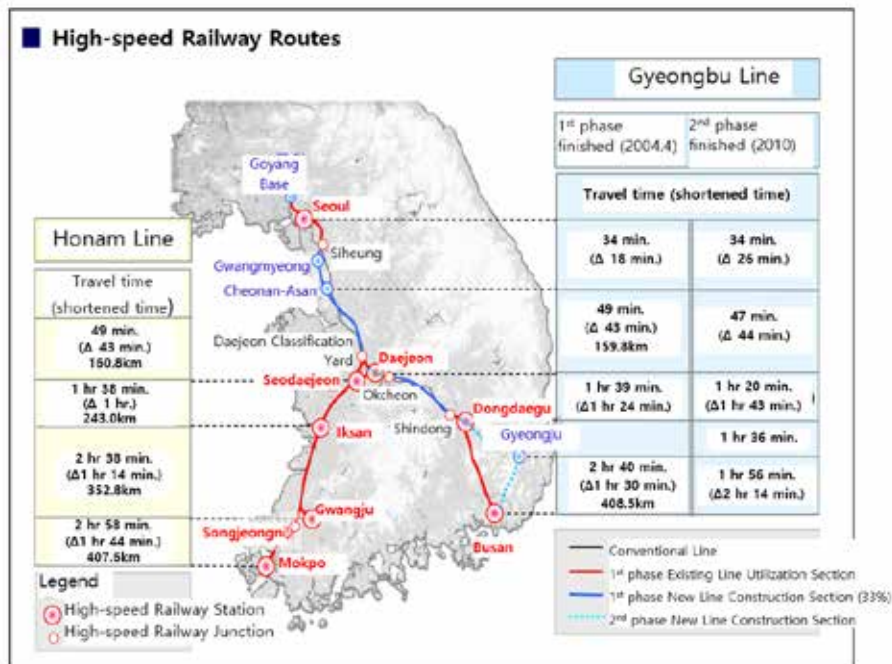 High-speed Railway Routes
Gyeongbu Line
1st phase
finished (2004.4)
2nd phase
finished (2010)
Travel time (shortened time)
34 min.
(Δ 18 min.)
34 min.
(Δ 26 min.)
49 min.
(Δ 43 min.)
159.8km
47 min.
(Δ 44 min.)
1 hr 39 min.
(Δ1 hr 24 min.)
1 hr 20 min.
(Δ1 hr 43 min.)
1 hr 36 min.
2 hr 40 min.
(Δ1 hr 30 min.)
408.5km
1 hr 56 min.
(Δ2 hr 14 min.)
Honam Line
Travel time
(shortened time)
49 min.
(Δ 43 min.)
160.8km
1 hr 38 min.
(Δ 1 hr.)
243.0km
2 hr 38 min.
(Δ1 hr 14 min.)
352.8km
2 hr 58 min.
(Δ1 hr 44 min.)
407.6km
Goyang
Base
Seoul
Siheung
Gwangmyeong
Cheonan-Asan
Daejeon Classification
Yard
Daejeon
Seodaejeon
Okcheon
Dongdaegu
Shindong
Gyeongju
Iksan
Gwangju
Songjeongn
Mokpo
Busan
Legend
High-speed Railway Station
High-speed Railway Junction
Conventional Line
1st phase Existing Line Utilization Section
1st phase New Line Construction Section (33%)
2nd phase New Line Construction Section